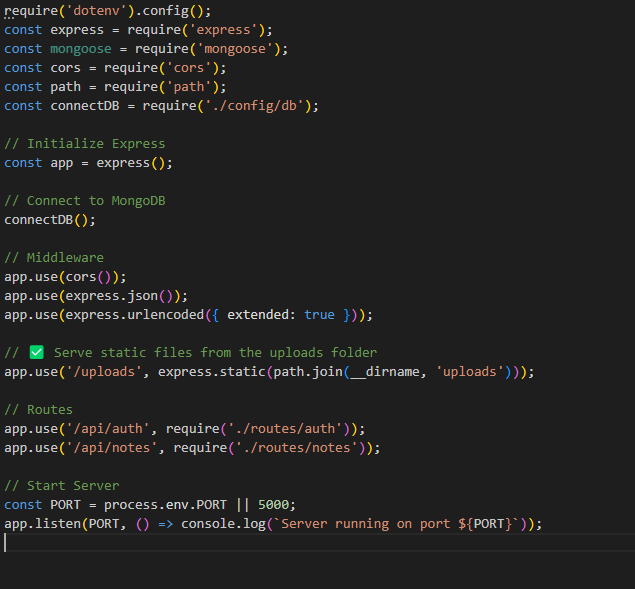 require('dotenv').config();
const express = require('express');
const mongoose = require('mongoose');
const cors = require('cors');
const path = require('path');
const connectDB = require('./config/db');
// Initialize Express
const app = express();
// Connect to MongoDB
connectDB();
// Middleware
app.use(cors());
app.use(express.json());
app.use(express.urlencoded({ extended: true }));
// ✅ Serve static files from the uploads folder
app.use('/uploads', express.static(path.join(__dirname, 'uploads')));
// Routes
app.use('/api/auth', require('./routes/auth'));
app.use('/api/notes', require('./routes/notes'));
// Start Server
const PORT = process.env.PORT || 5000;
app.listen(PORT, () => console.log(`Server running on port ${PORT}`));